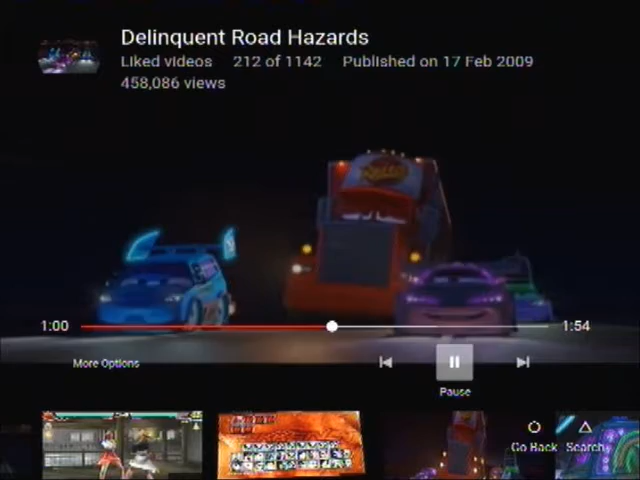 Delinquent Road Hazards
Liked videos 212 of 1142 Published on 17 Feb 2009
458,086 views
1:00 1:54
More Options
Pause
Go Back Search